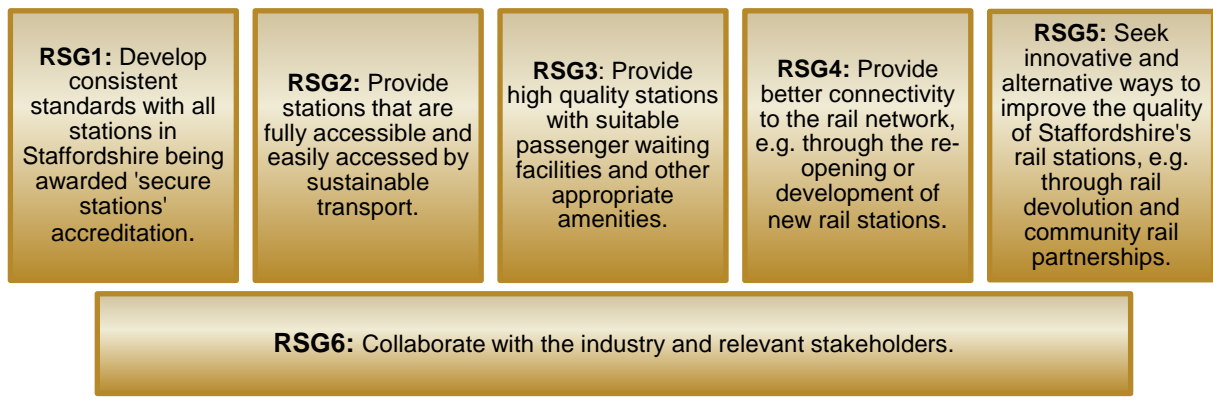 RSG1: Develop
consistent
standards with all
stations in
Staffordshire being
awarded 'secure
stations'
accreditation.
RSG2: Provide
stations that are
fully accessible and
easily accessed by
sustainable
transport.
RSG3: Provide
high quality stations
with suitable
passenger waiting
facilities and other
appropriate
amenities.
RSG4: Provide
better connectivity
to the rail network,
e.g. through the re-
opening or
development of
new rail stations.
RSG5: Seek
innovative and
alternative ways to
improve the quality
of Staffordshire's
rail stations, e.g.
through rail
devolution and
community rail
partnerships.
RSG6: Collaborate with the industry and relevant stakeholders.